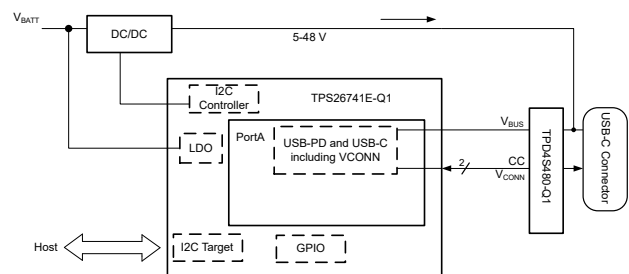 VBATT
DC/DC
5-48 V
I2C
Controller
TPS26741E-Q1
LDO
PortA
USB-PD and USB-C
including VCONN
VBUS
2
CC
VCONN
TPD4S480-Q1
USB-C Connector
Host
I2C Target
GPIO